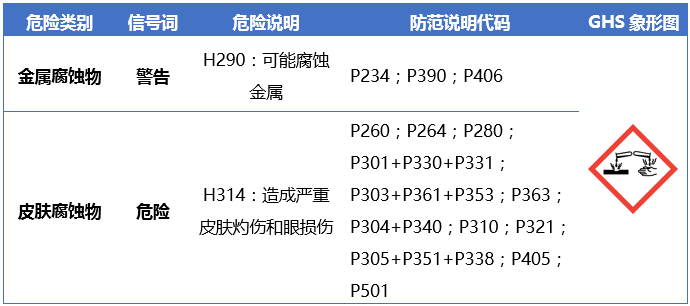 危险类别 信号词 危险说明 防范说明代码 GHS 象形图
金属腐蚀物 警告 H290：可能腐蚀
金属 P234；P390；P406
皮肤腐蚀物 危险 H314：造成严重
皮肤灼伤和眼损伤 P260；P264；P280；
P301+P330+P331；
P303+P361+P353；P363；
P304+P340；P310；P321；
P305+P351+P338；P405；
P501